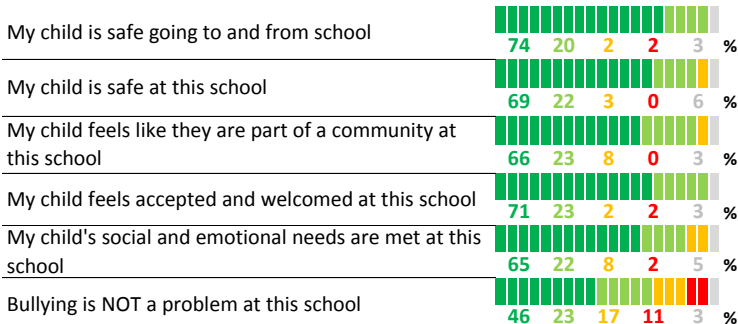 My child is safe going to and from school
74 20 2 2 3 %
My child is safe at this school
69 22 3 0 6 %
My child feels like they are part of a community at
this school
66 23 8 0 3 %
My child feels accepted and welcomed at this school
71 23 2 2 3 %
My child's social and emotional needs are met at this
school
65 22 8 2 5 %
Bullying is NOT a problem at this school
46 23 17 11 3 %